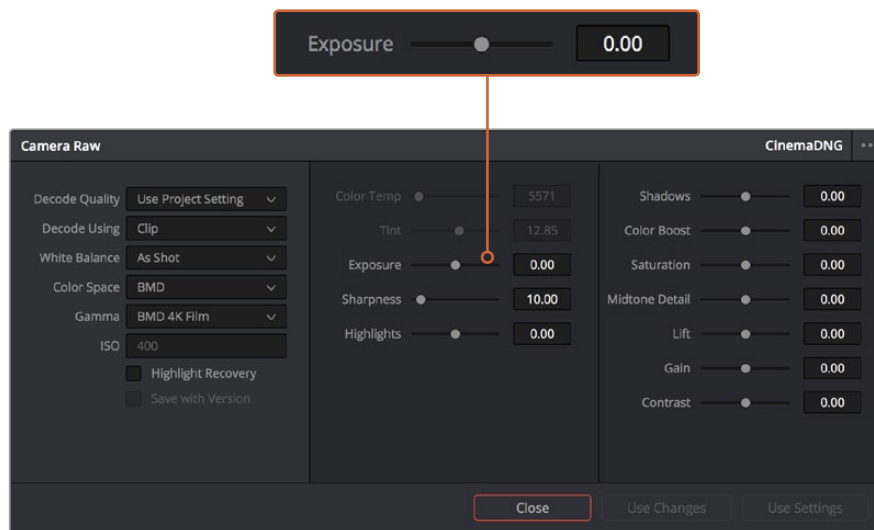 Exposure 0.00
Camera Raw CinemaDNG
Decode Quality Use Project Setting
Decode Using Clip
White Balance As Shot
Color Space BMD
Gamma BMD 4K Film
ISO 400
Highlight Recovery
Save with Version
Color Temp 5571
Tint 12.85
Exposure 0.00
Sharpness 10.00
Highlights 0.00
Shadows 0.00
Color Boost 0.00
Saturation 0.00
Midtone Detail 0.00
Lift 0.00
Gain 0.00
Contrast 0.00
Close Use Changes Use Settings